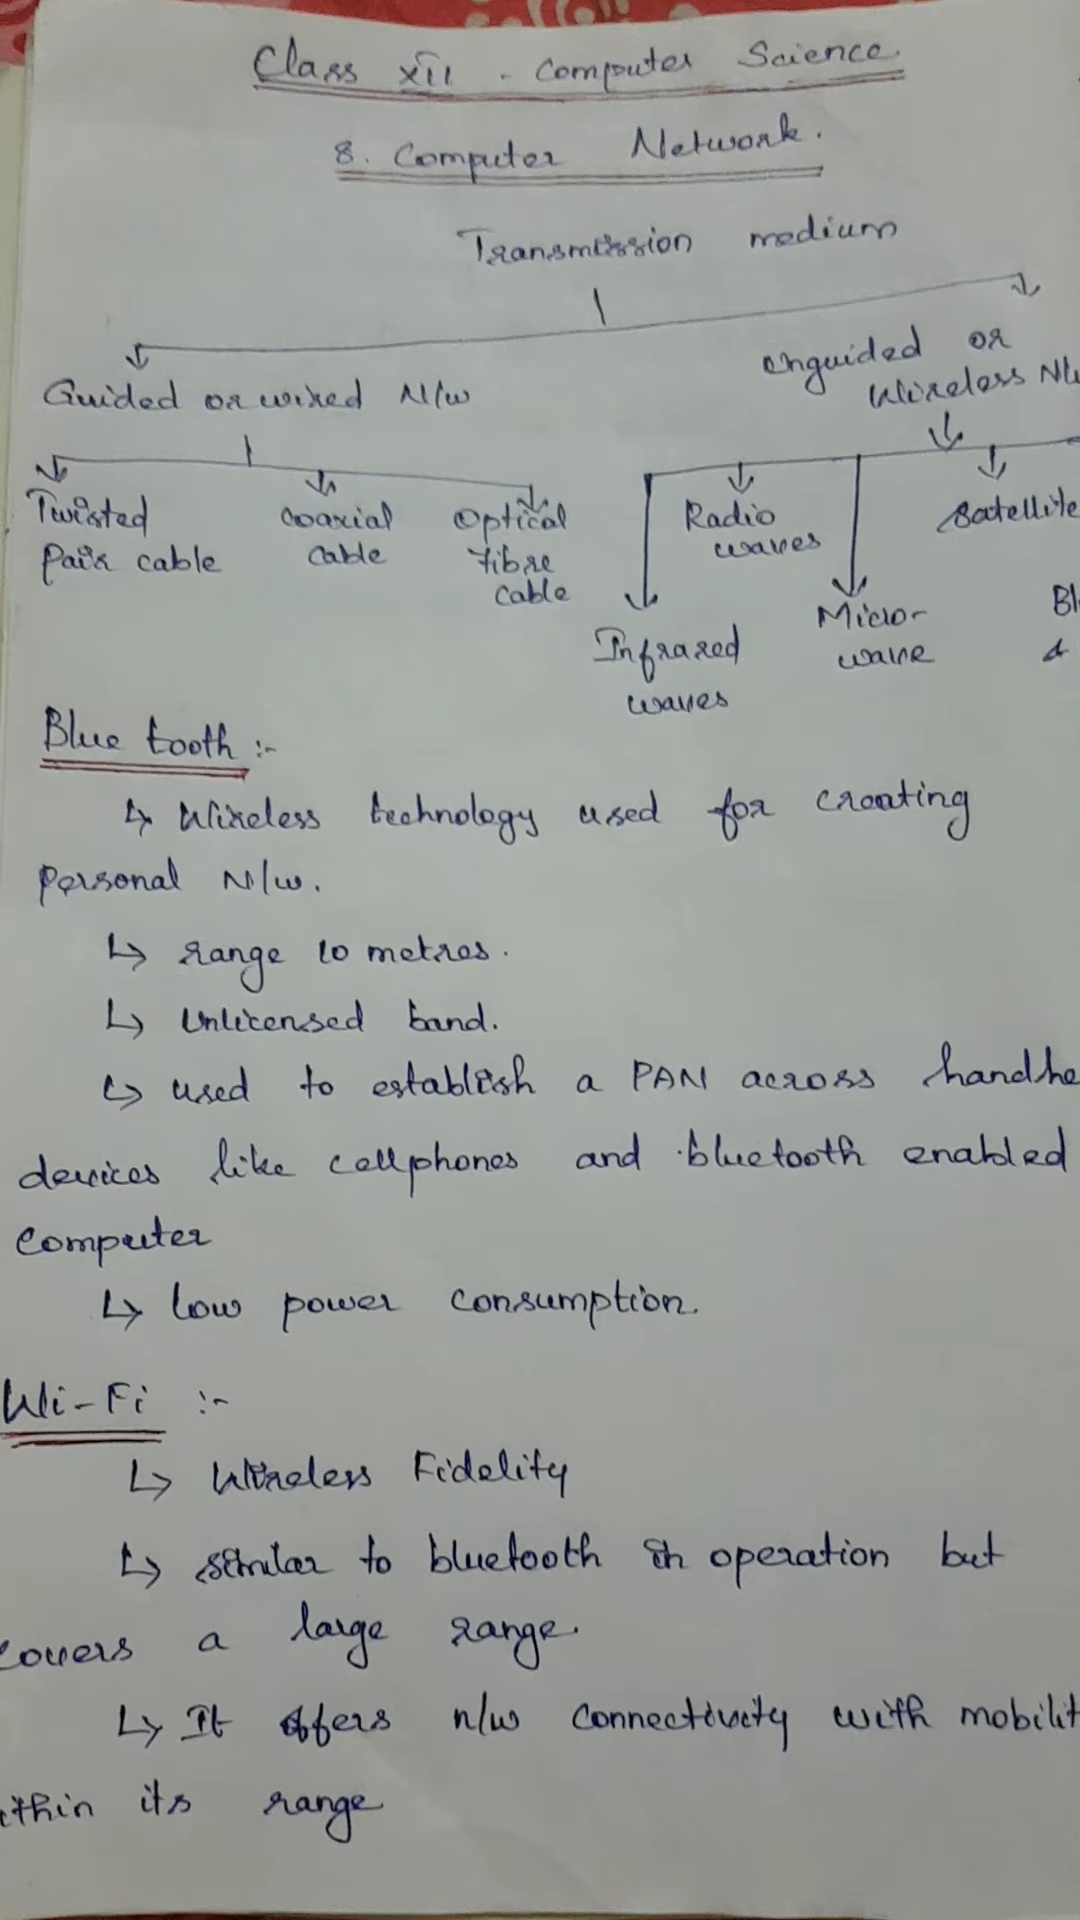 Class XII - Computer Science
8. Computer Network.
Transmission medium
Guided or wired N/w
unguided or
Wireless N/w
Twisted
Pair cable
Coaxial
Cable
Optical
Fibre
Cable
Radio
waves
Satellite
Infrared
waves
Micro-
wave
Bl
&
Blue tooth :-
↳ Wireless technology used for creating
Personal N/w.
↳ range 10 metres.
↳ Unlicensed band.
↳ used to establish a PAN across handhe
devices like cellphones and bluetooth enabled
Computer
↳ low power consumption.
Wi-Fi :-
↳ Wireless Fidelity
↳ similar to bluetooth in operation but
covers a large range.
↳ It offers n/w connectivity with mobilit
ithin its range